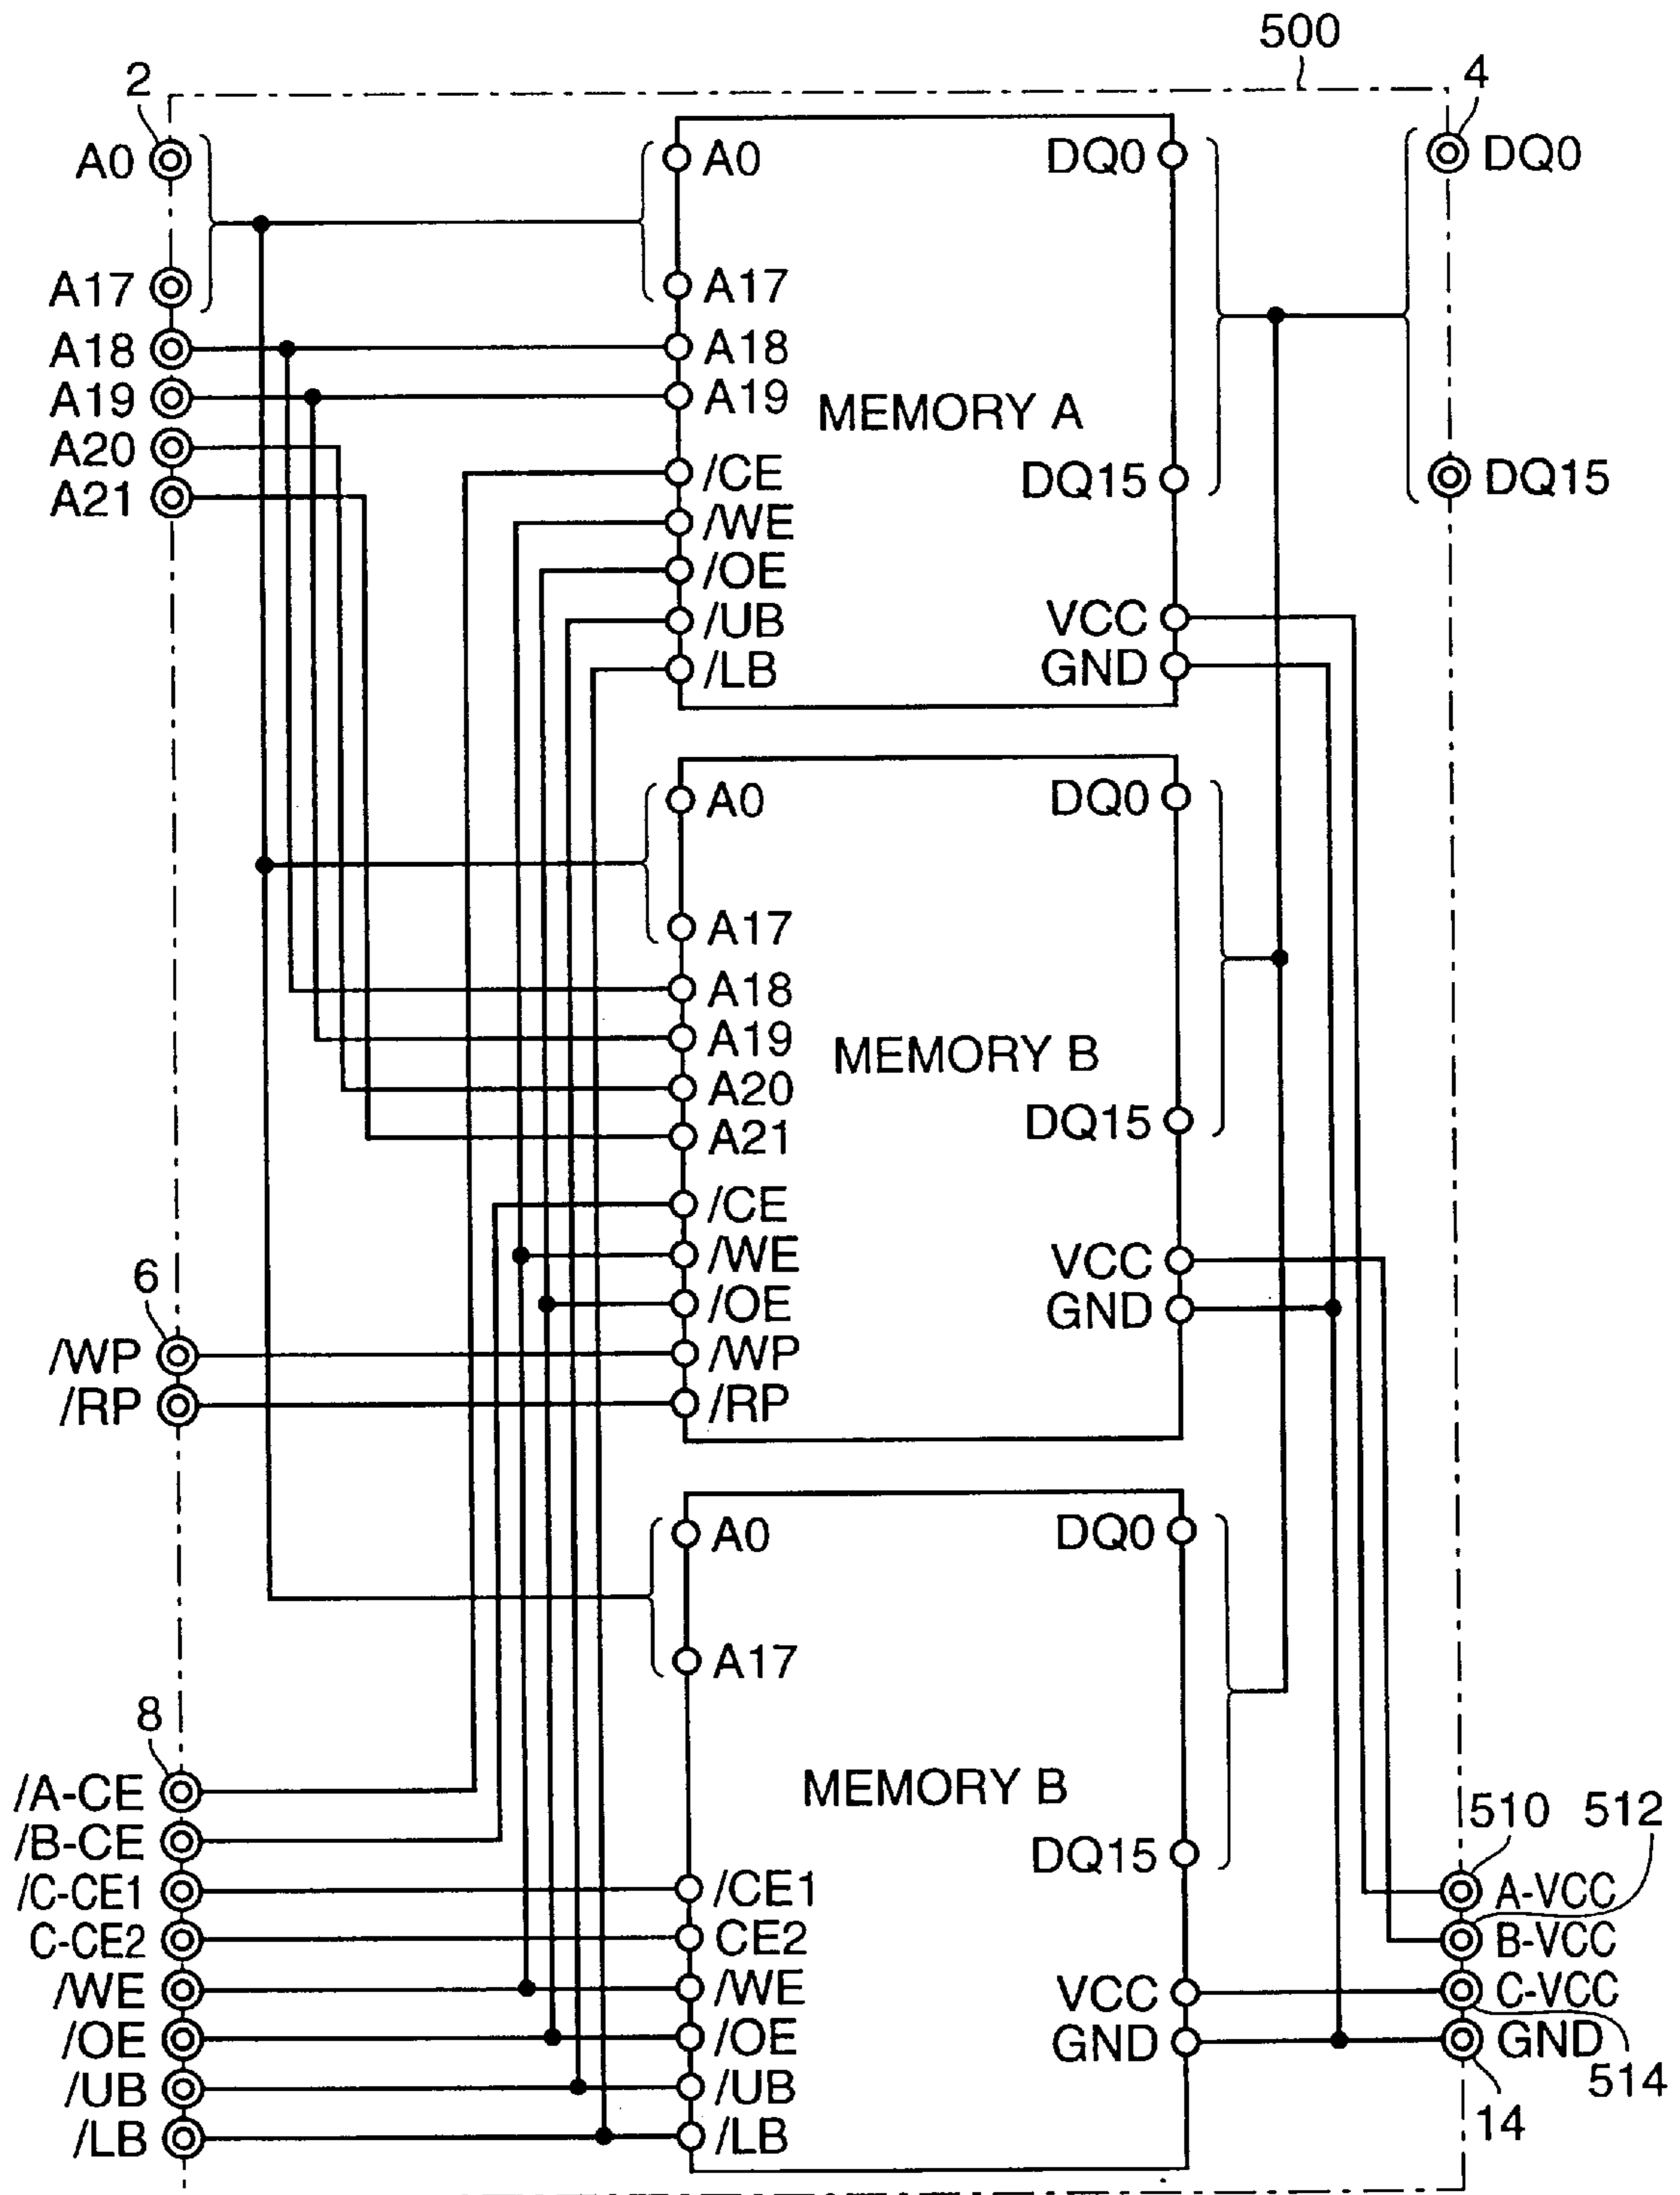 500
2
4
A0
A0
DQ0
DQ0
A17
A17
A18
A18
A19
A19
MEMORY A
A20
A21
/CE
DQ15
DQ15
/WE
/OE
/UB
VCC
/LB
GND
A0
DQ0
A17
A18
A19
MEMORY B
A20
DQ15
A21
/CE
/WE
VCC
6
/OE
GND
/WP
/WP
/RP
/RP
A0
DQ0
A17
8
/A-CE
MEMORY B
510
512
/B-CE
DQ15
/C-CE1
/CE1
A-VCC
C-CE2
CE2
B-VCC
/WE
/WE
VCC
C-VCC
/OE
/OE
GND
GND
/UB
/UB
514
/LB
/LB
14